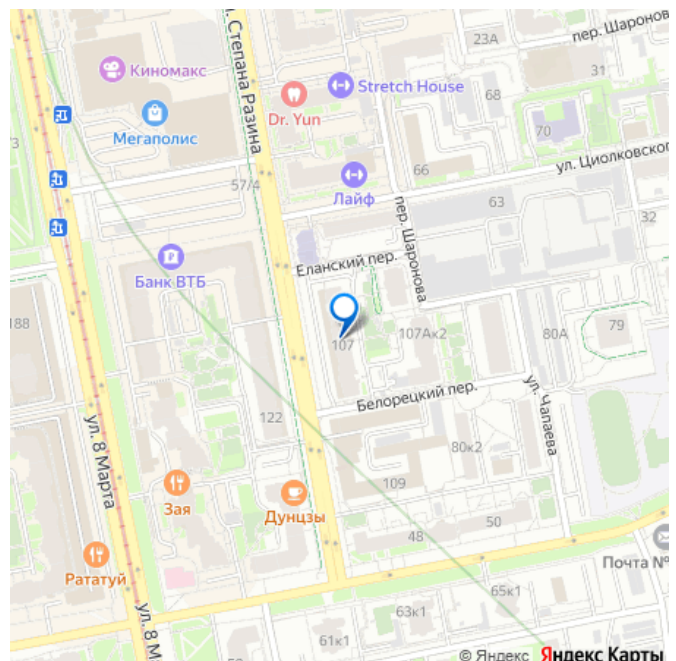 ул. Степана Разина
пер. Шаронов
23А
Киномакс
31
Stretch House
68
Dr. Yun
Мегаполис
70
66
ул. Циолковског
57/4
Лайф
63
пер. Шаронова
32
Еланский пер.
Банк ВТБ
188
107
107Ак2
80А
79
Белорецкий пер.
ул. Чапаева
122
ул. 8 Марта
80к2
109
Зая
Дунцзы
50
48
Рататуй
Почта №
65к1
63к1
ул. 8 М
61к1
© Яндекс Яндекс Карты